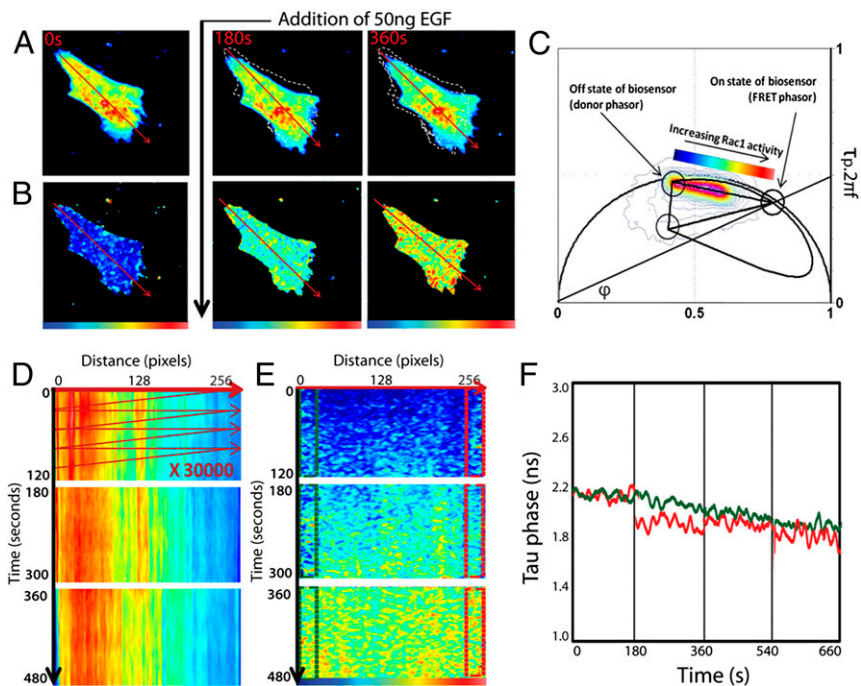 Addition of 50ng EGF
A
0s
180s
360s
B
C
1
Off state of biosensor
(donor phasor)
On state of biosensor
(FRET phasor)
Increasing Rac1 activity
τp.2πf
φ
0
0.5
1
0
D
Distance (pixels)
0
128
256
0
X 30000
120
180
Time (seconds)
300
360
480
E
Distance (pixels)
0
128
256
0
120
180
Time (seconds)
300
360
480
F
3.0
2.6
2.2
1.8
1.4
1.0
Tau phase (ns)
0
180
360
540
660
Time (s)